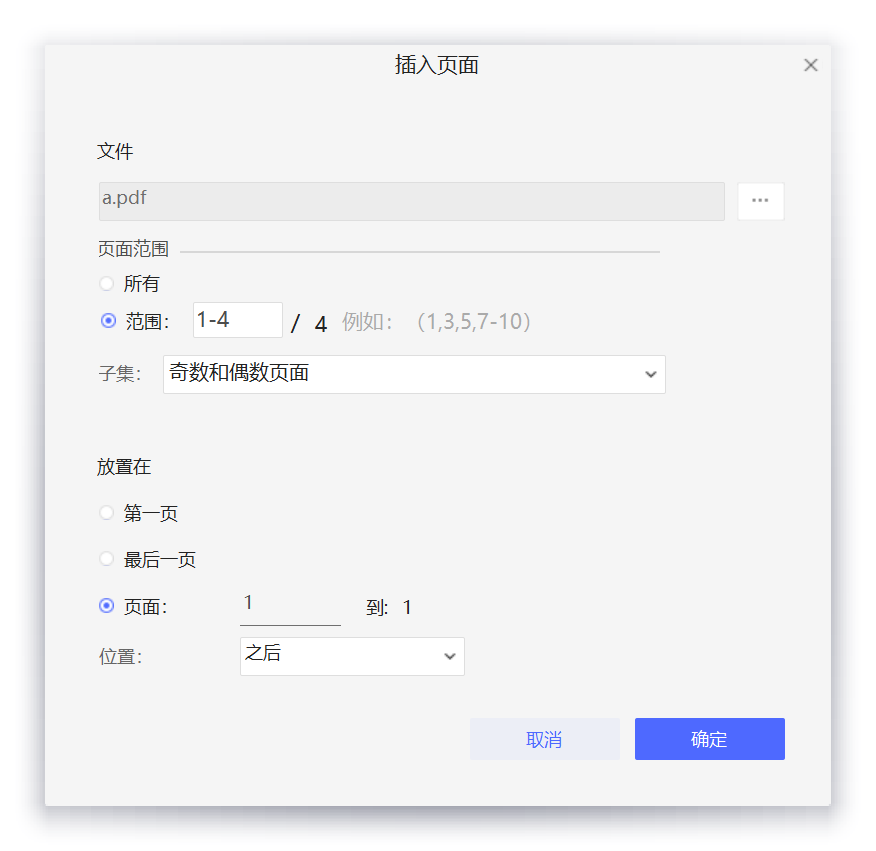 插入页面
文件
a.pdf ...
页面范围
所有
范围: 1-4 / 4 例如: （1,3,5,7-10）
子集: 奇数和偶数页面
放置在
第一页
最后一页
页面: 1 到: 1
位置: 之后
取消 确定